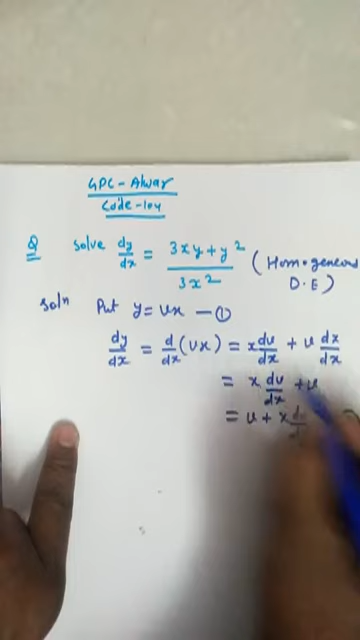 GPC - Alwar
Code-104
Q Solve dy/dx = 3xy+y²/3x² (Homogeneous D.E)
Soln Put y=vx — ①
dy/dx = d/dx (vx) = x dv/dx + v dx/dx
= x dv/dx + v
= v + x